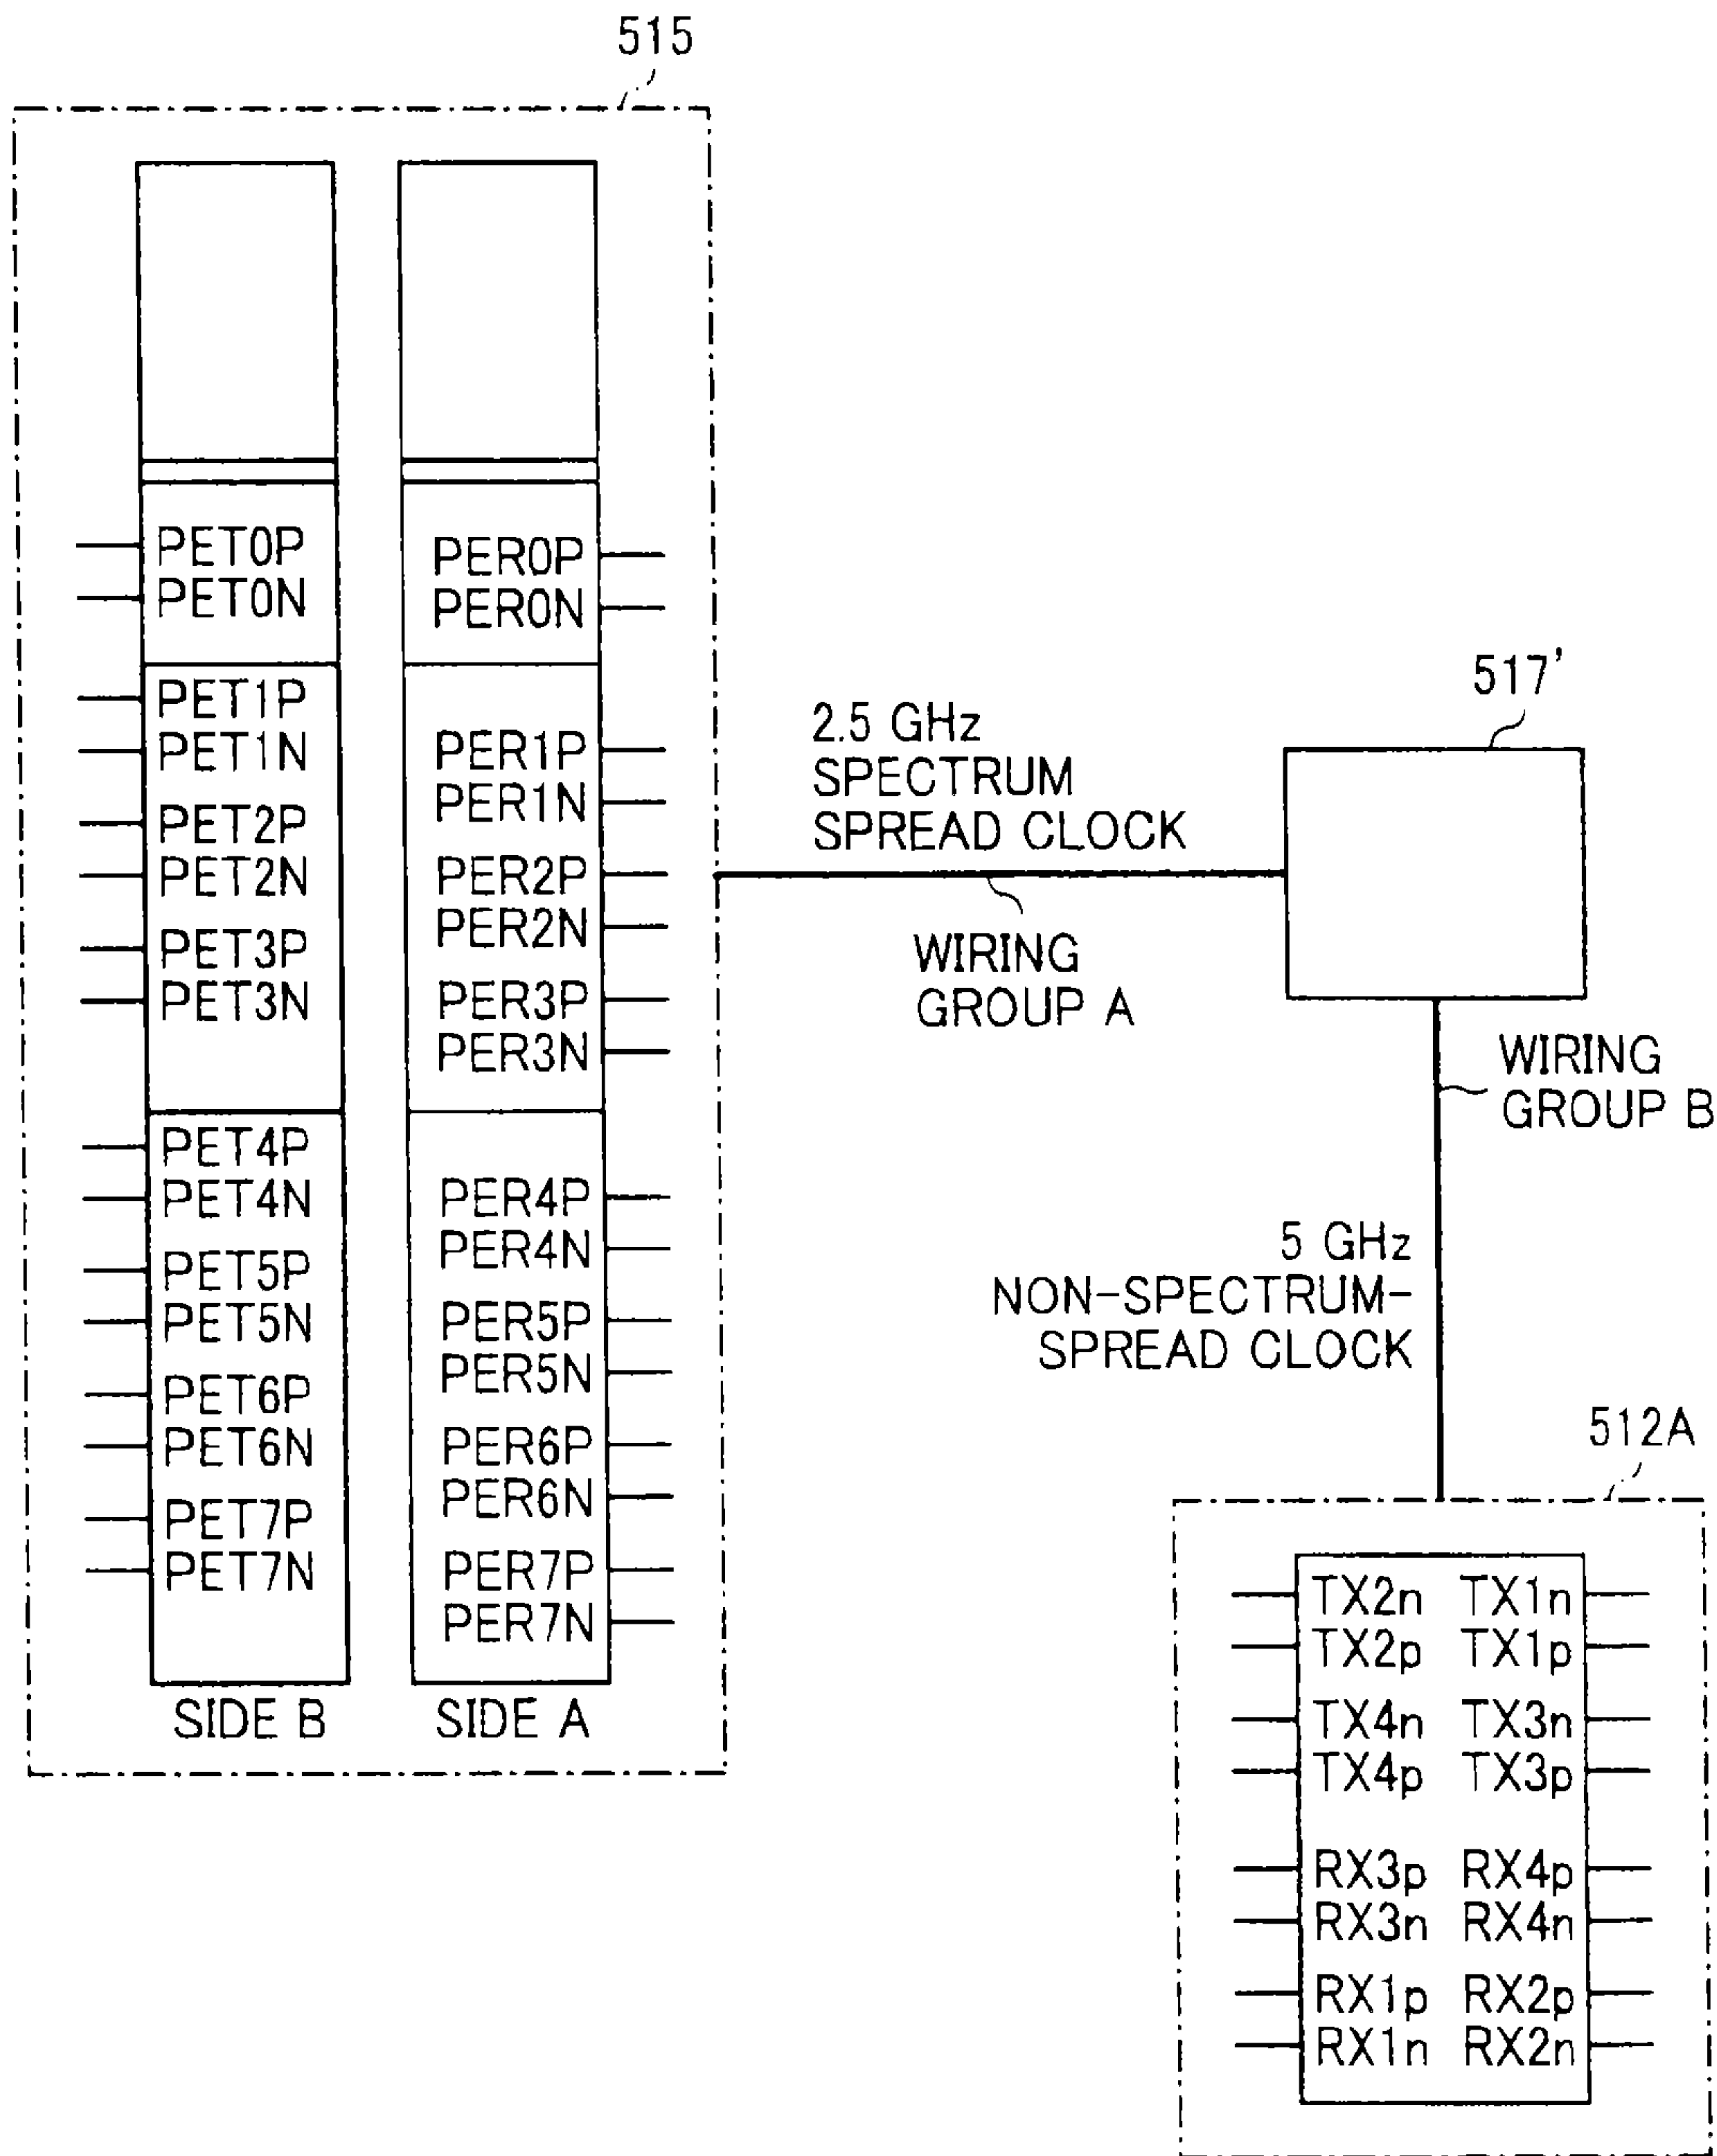 515
PET0P
PET0N
PET1P
PET1N
PET2P
PET2N
PET3P
PET3N
PET4P
PET4N
PET5P
PET5N
PET6P
PET6N
PET7P
PET7N
SIDE B
PER0P
PER0N
PER1P
PER1N
PER2P
PER2N
PER3P
PER3N
PER4P
PER4N
PER5P
PER5N
PER6P
PER6N
PER7P
PER7N
SIDE A
2.5 GHz
SPECTRUM
SPREAD CLOCK
WIRING
GROUP A
517'
WIRING
GROUP B
5 GHz
NON-SPECTRUM-
SPREAD CLOCK
512A
TX2n TX1n
TX2p TX1p
TX4n TX3n
TX4p TX3p
RX3p RX4p
RX3n RX4n
RX1p RX2p
RX1n RX2n